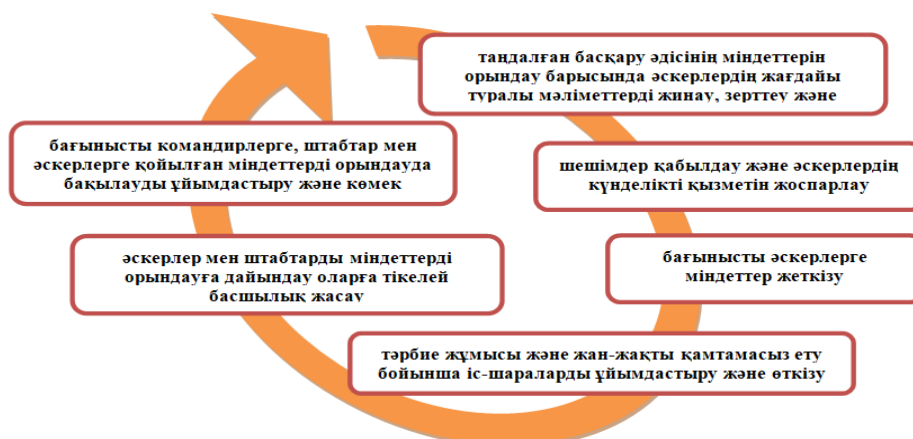 таңдалған басқару әдісінің міндеттерін
орындау барысында әскерлердің жағдайы
туралы мәліметтерді жинау, зерттеу және
шешімдер қабылдау және әскерлердің
күнделікті қызметін жоспарлау
бағынысты әскерлерге
міндеттер жеткізу
тәрбие жұмысы және жан-жақты қамтамасыз ету
бойынша іс-шараларды ұйымдастыру және өткізу
әскерлер мен штабтарды міндеттерді
орындауға дайындау оларға тікелей
басшылық жасау
бағынысты командирлерге, штабтар мен
әскерлерге қойылған міндеттерді орындауда
бақылауды ұйымдастыру және көмек